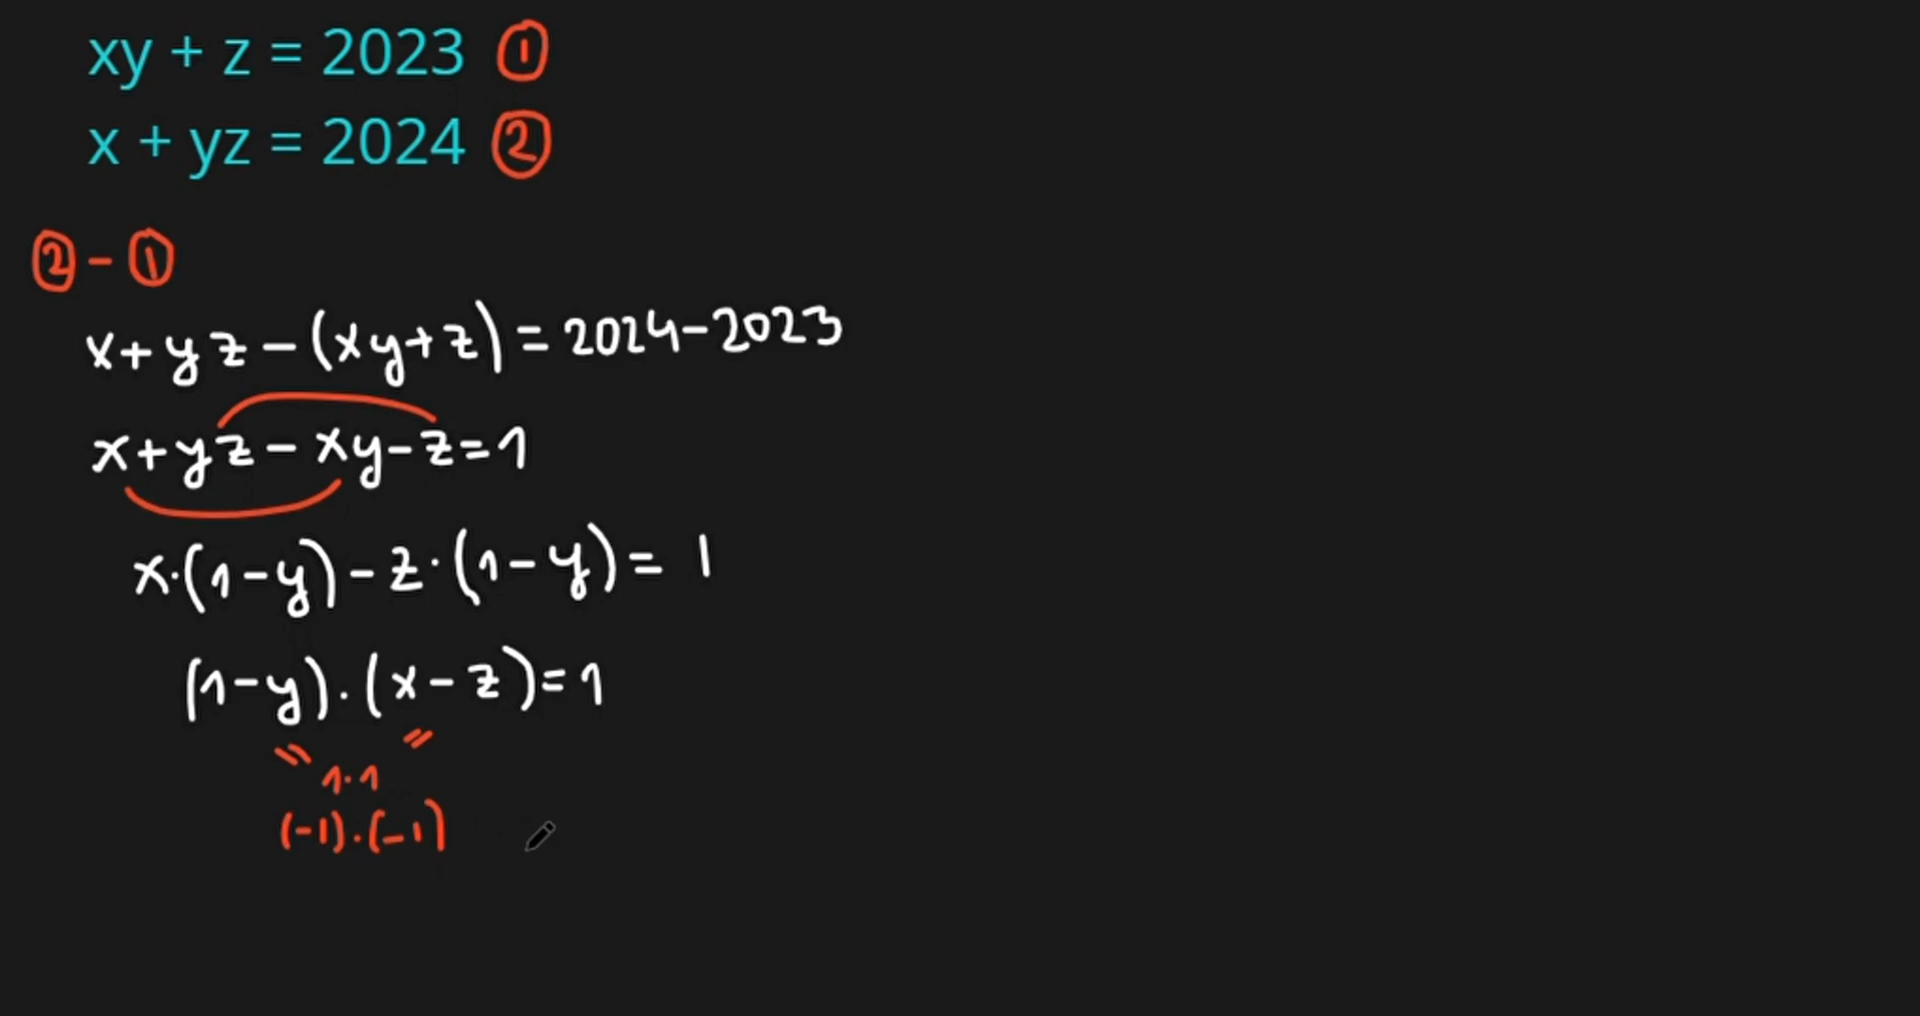 xy + z = 2023 ①
x + yz = 2024 ②
② - ①
x+yz-(xy+z)=2024-2023
x+yz-xy-z=1
x·(1-y)-z·(1-y)= 1
(1-y)·(x-z)=1
1·1
(-1)·(-1)